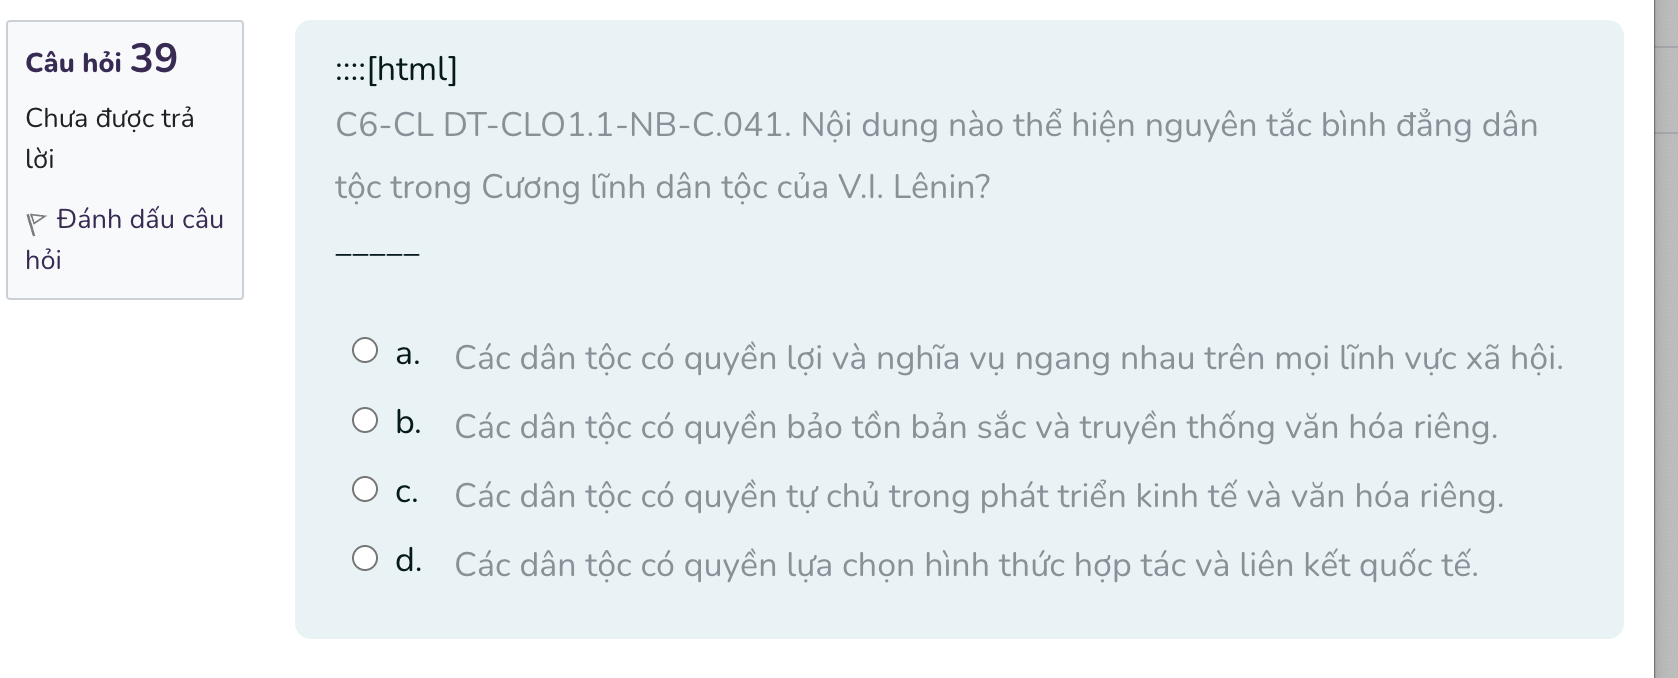 Câu hỏi 39
Chưa được trả
lời
Đánh dấu câu
hỏi
::::[html]
C6-CL DT-CLO1.1-NB-C.041. Nội dung nào thể hiện nguyên tắc bình đẳng dân
tộc trong Cương lĩnh dân tộc của V.I. Lênin?
_____
a. Các dân tộc có quyền lợi và nghĩa vụ ngang nhau trên mọi lĩnh vực xã hội.
b. Các dân tộc có quyền bảo tồn bản sắc và truyền thống văn hóa riêng.
c. Các dân tộc có quyền tự chủ trong phát triển kinh tế và văn hóa riêng.
d. Các dân tộc có quyền lựa chọn hình thức hợp tác và liên kết quốc tế.